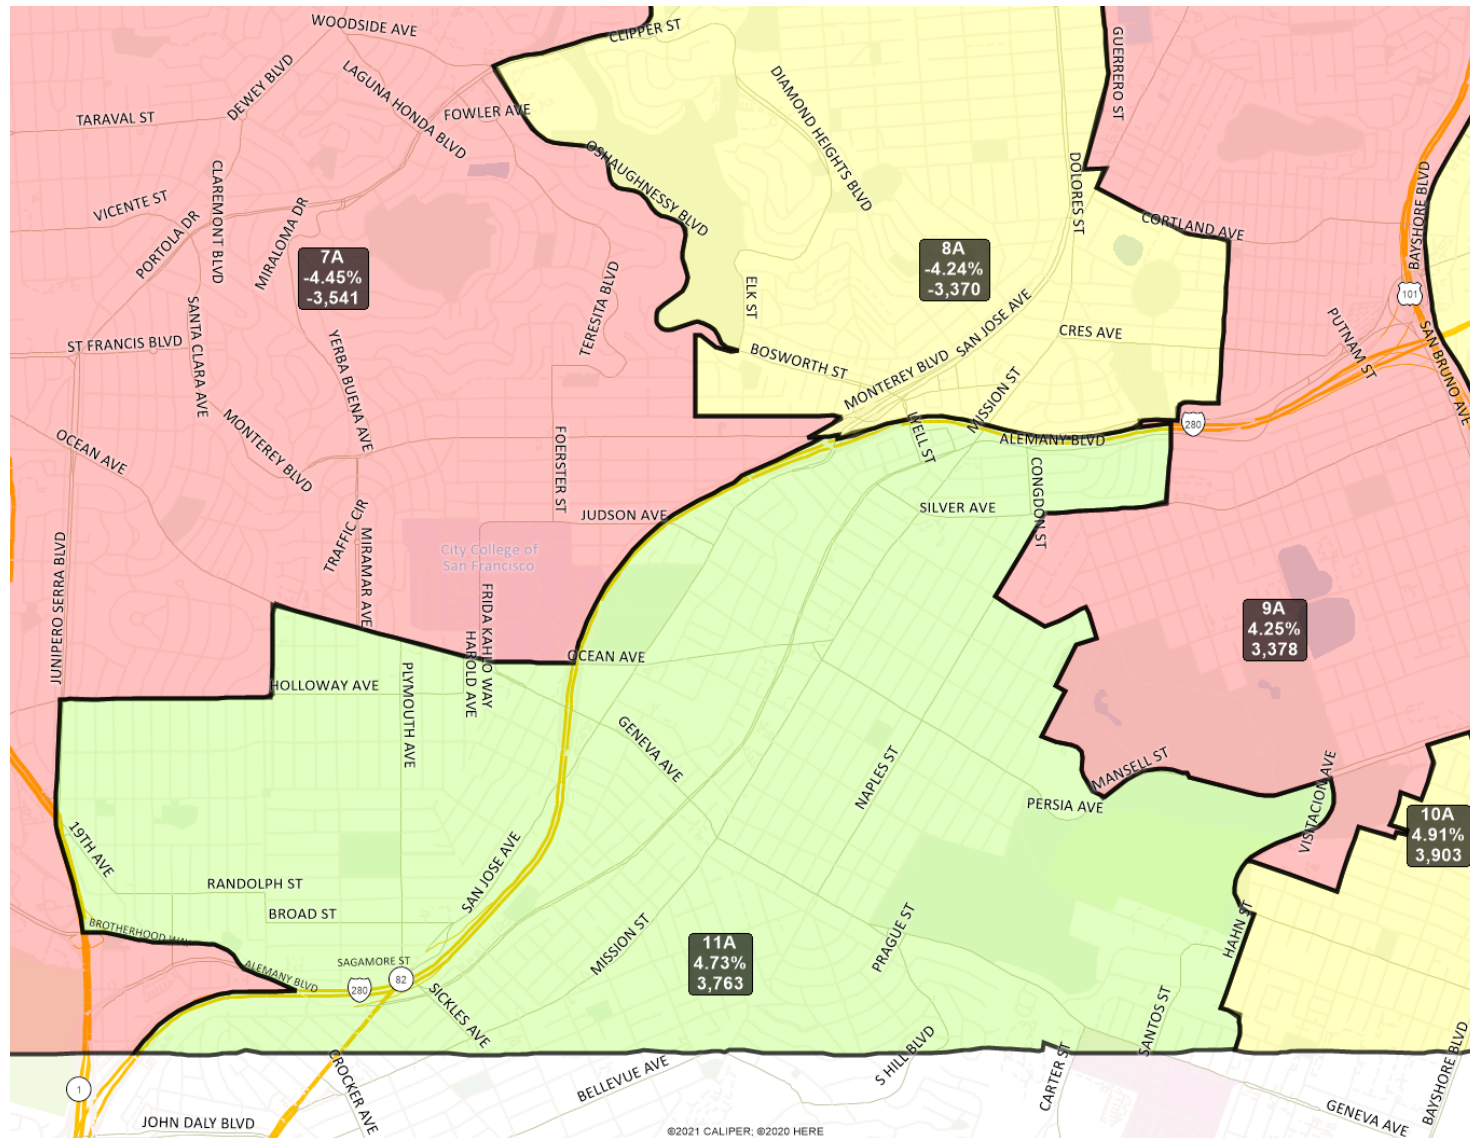 WOODSIDE AVE
CLIPPER ST
GUERRERO ST
DEWEY BLVD
LAGUNA HONDA BLVD
DIAMOND HEIGHTS BLVD
FOWLER AVE
TARAVAL ST
OSHAUGHNESSY BLVD
DOLORES ST
CLAREMONT BLVD
VICENTE ST
PORTOLA DR
MIRALOMA DR
CORTLAND AVE
BAYSHORE BLVD
7A
-4.45%
-3,541
8A
-4.24%
-3,370
TERESITA BLVD
ELK ST
101
SANTA CLARA AVE
ST FRANCIS BLVD
YERBA BUENA AVE
SAN JOSE AVE
CRES AVE
PUTNAM ST
SAN BRUNO AVE
BOSWORTH ST
MONTEREY BLVD
MISSION ST
OCEAN AVE
MONTEREY BLVD
FOERSTER ST
LYELL ST
ALEMANY BLVD
280
CONGDON ST
SILVER AVE
JUDSON AVE
TRAFFIC CIR
MIRAMAR AVE
City College of
San Francisco
JUNIPERO SERRA BLVD
FRIDA KAHLO WAY
HAROLD AVE
9A
4.25%
3,378
OCEAN AVE
HOLLOWAY AVE
PLYMOUTH AVE
GENEVA AVE
NAPLES ST
MANSELL ST
PERSIA AVE
VISITACION AVE
10A
4.91%
3,903
19TH AVE
SAN JOSE AVE
RANDOLPH ST
BROAD ST
BROTHERHOOD WAY
MISSION ST
PRAGUE ST
HAHN ST
11A
4.73%
3,763
SAGAMORE ST
ALEMANY BLVD
280
82
SICKLES AVE
SANTOS ST
S HILL BLVD
CARTER ST
BAYSHORE BLVD
1
CROCKER AVE
BELLEVUE AVE
JOHN DALY BLVD
GENEVA AVE
©2021 CALIPER; ©2020 HERE